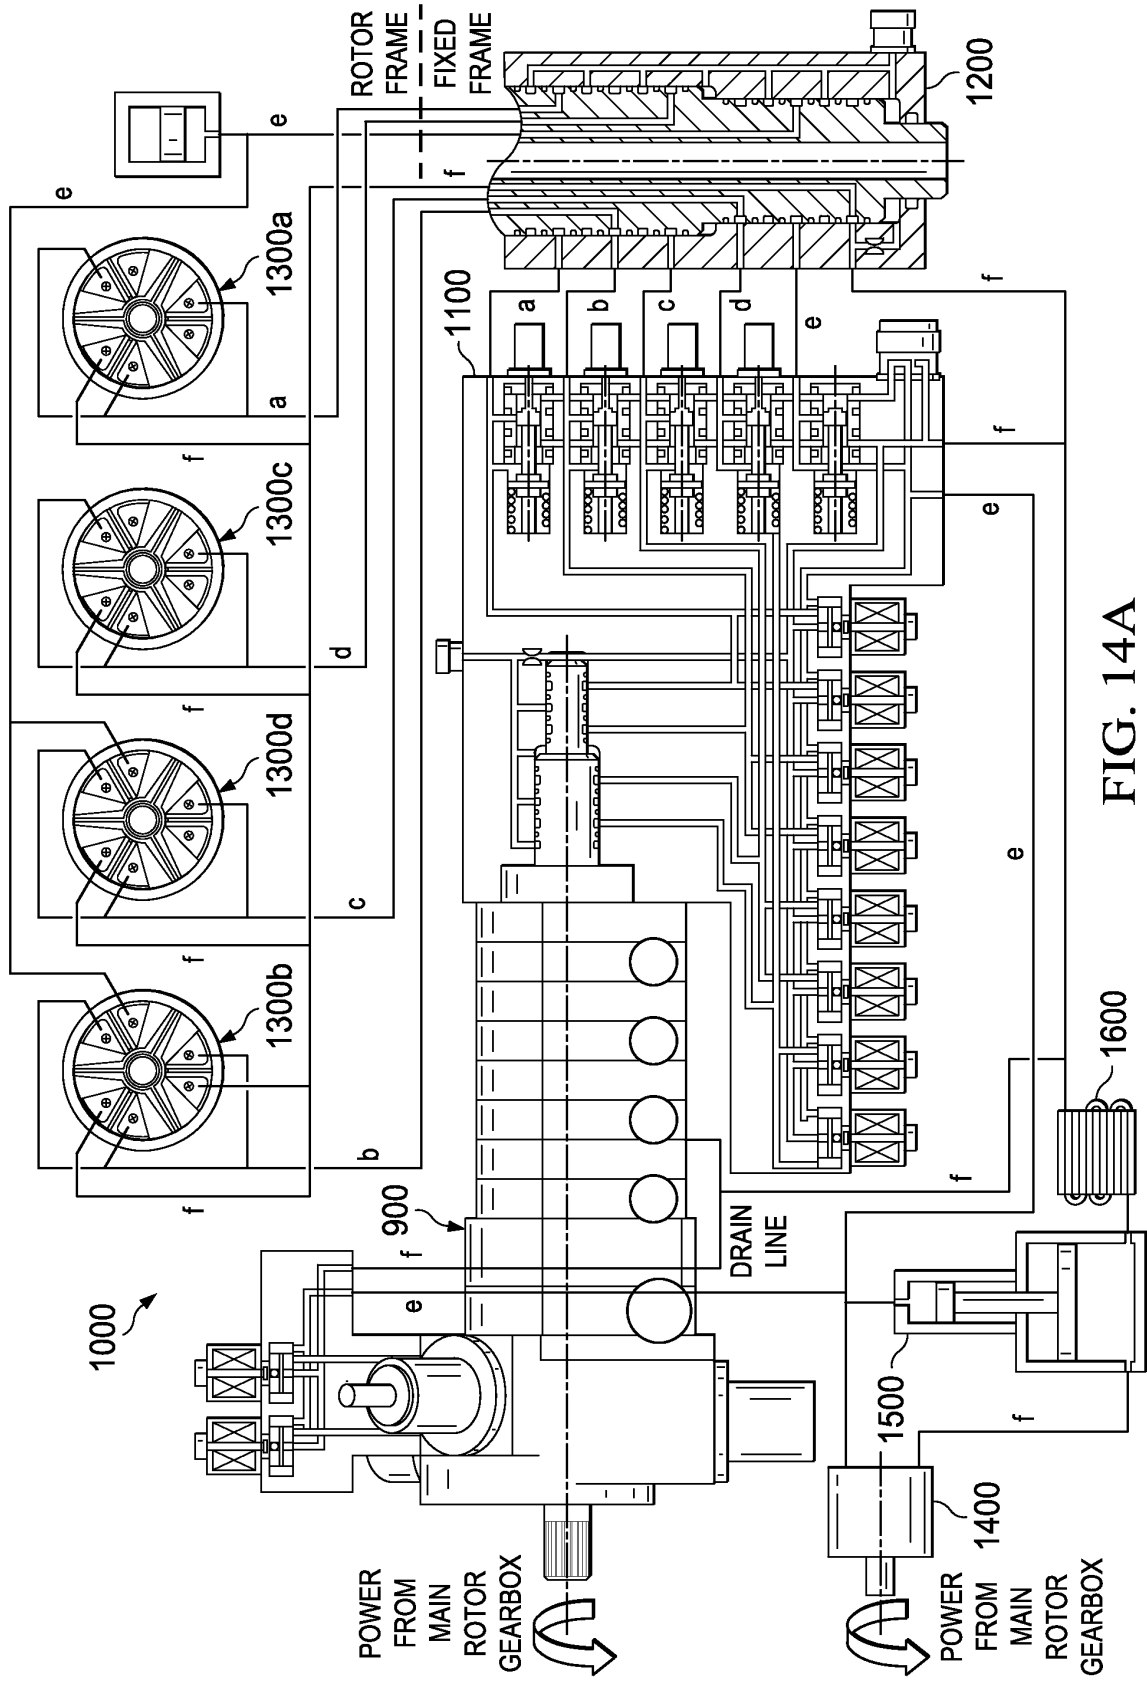 ROTOR
FRAME
FIXED
FRAME
e
e
f
1300a
a
f
1300c
d
f
1300d
c
f
1300b
b
f
1200
1100
a
b
c
d
e
f
f
e
e
f
1000
900
f
e
DRAIN
LINE
1600
1500
f
1400
POWER
FROM
MAIN
ROTOR
GEARBOX
POWER
FROM
MAIN
ROTOR
GEARBOX
FIG. 14A